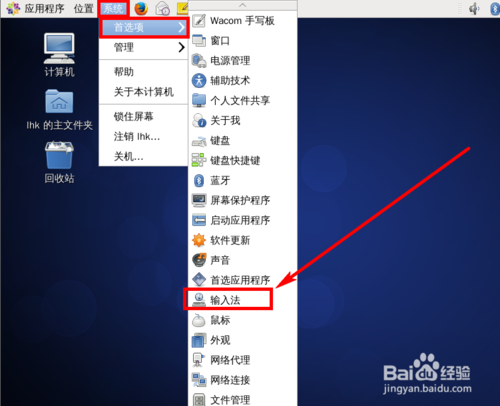 应用程序 位置 系统
首选项
管理
帮助
关于本计算机
锁住屏幕
注销 lhk...
关机...
Wacom 手写板
窗口
电源管理
辅助技术
个人文件共享
关于我
键盘
键盘快捷键
蓝牙
屏幕保护程序
启动应用程序
软件更新
声音
首选应用程序
输入法
鼠标
外观
网络代理
网络连接
文件管理
计算机
lhk 的主文件夹
回收站
Bai du 经验
jingyan.baidu.com